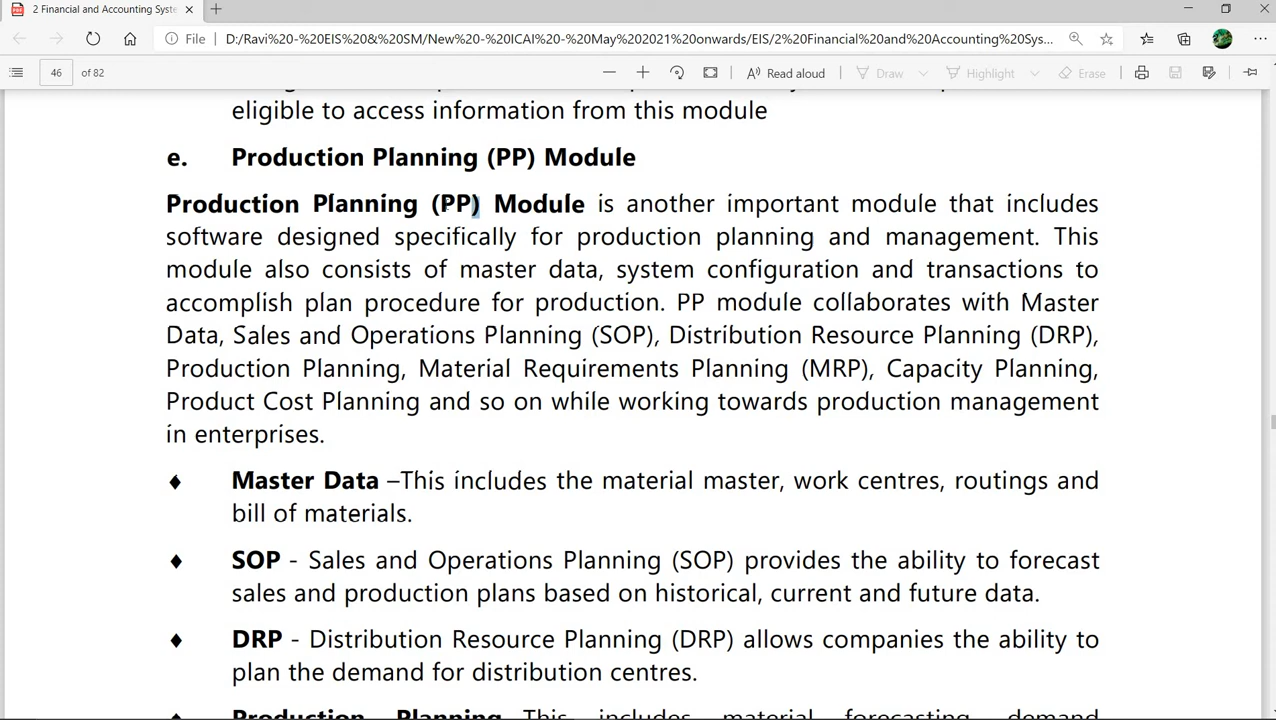 2 Financial and Accounting Syste
File
D:/Ravi%20-%20EIS%20&%20SM/New%20-%20ICAI%20-%20May%202021%20onwards/EIS/2%20Financial%20and%20Accounting%20Sys...
46 of 82
Read aloud
Draw
Highlight
Erase
eligible to access information from this module
e. Production Planning (PP) Module
Production Planning (PP) Module is another important module that includes
software designed specifically for production planning and management. This
module also consists of master data, system configuration and transactions to
accomplish plan procedure for production. PP module collaborates with Master
Data, Sales and Operations Planning (SOP), Distribution Resource Planning (DRP),
Production Planning, Material Requirements Planning (MRP), Capacity Planning,
Product Cost Planning and so on while working towards production management
in enterprises.
♦ Master Data –This includes the material master, work centres, routings and
bill of materials.
♦ SOP - Sales and Operations Planning (SOP) provides the ability to forecast
sales and production plans based on historical, current and future data.
♦ DRP - Distribution Resource Planning (DRP) allows companies the ability to
plan the demand for distribution centres.
Production Planning This includes material forecasting demand